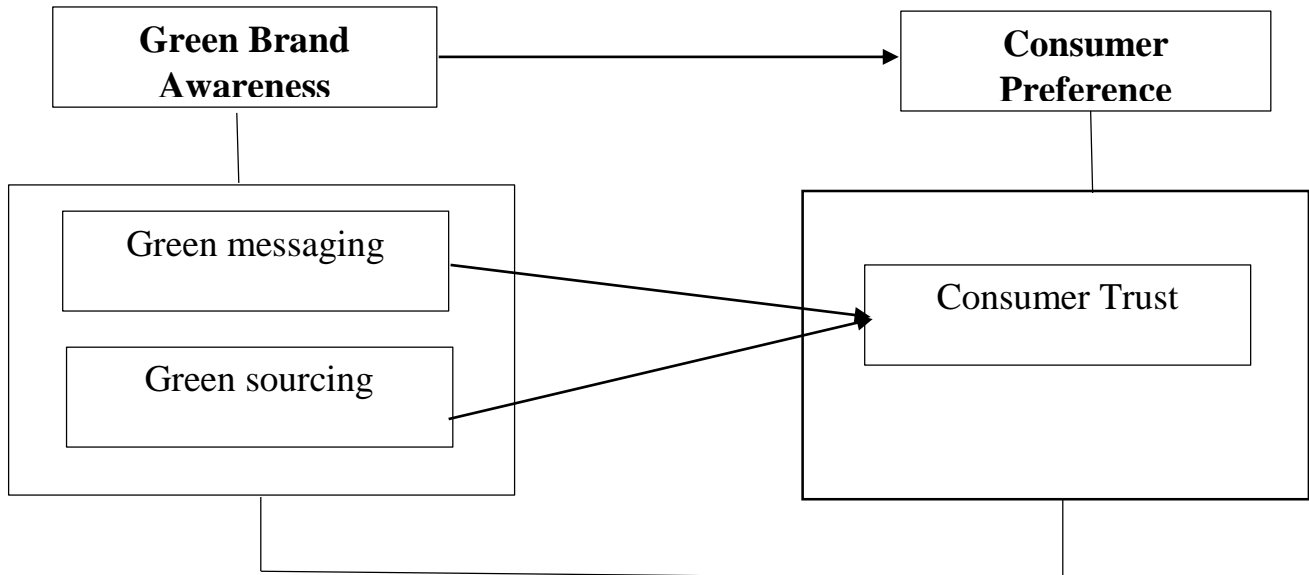 Green Brand
Awareness
Consumer
Preference
Green messaging
Consumer Trust
Green sourcing